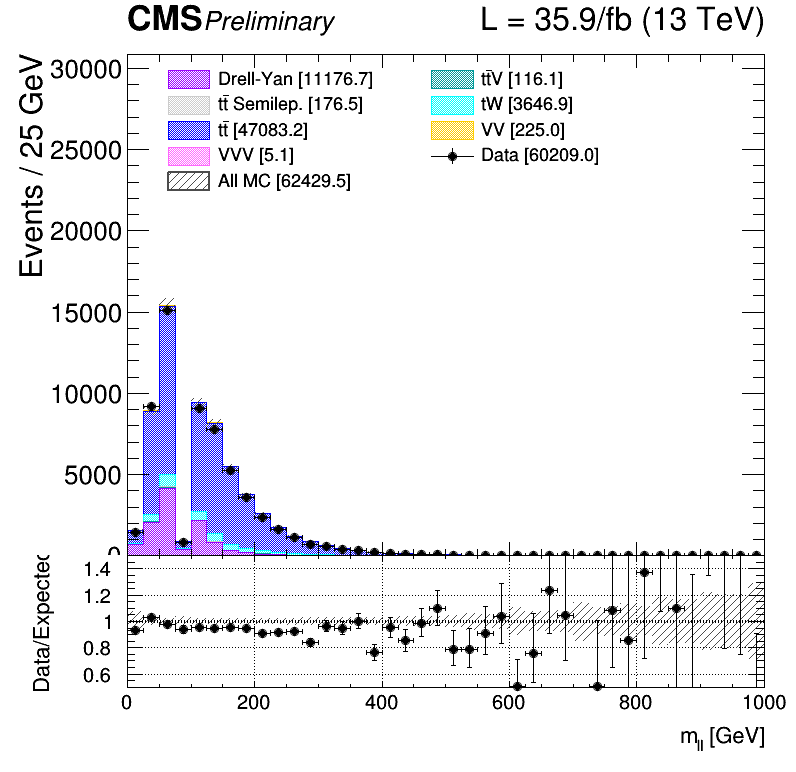 CMS Preliminary L = 35.9/fb (13 TeV)
Events / 25 GeV
30000
25000
20000
15000
10000
5000
0
Drell-Yan [11176.7]
tt̄ Semilep. [176.5]
tt̄ [47083.2]
VVV [5.1]
All MC [62429.5]
tt̄V [116.1]
tW [3646.9]
VV [225.0]
Data [60209.0]
Data/Expected
1.4
1.2
1
0.8
0.6
0 200 400 600 800 1000
m_ll [GeV]